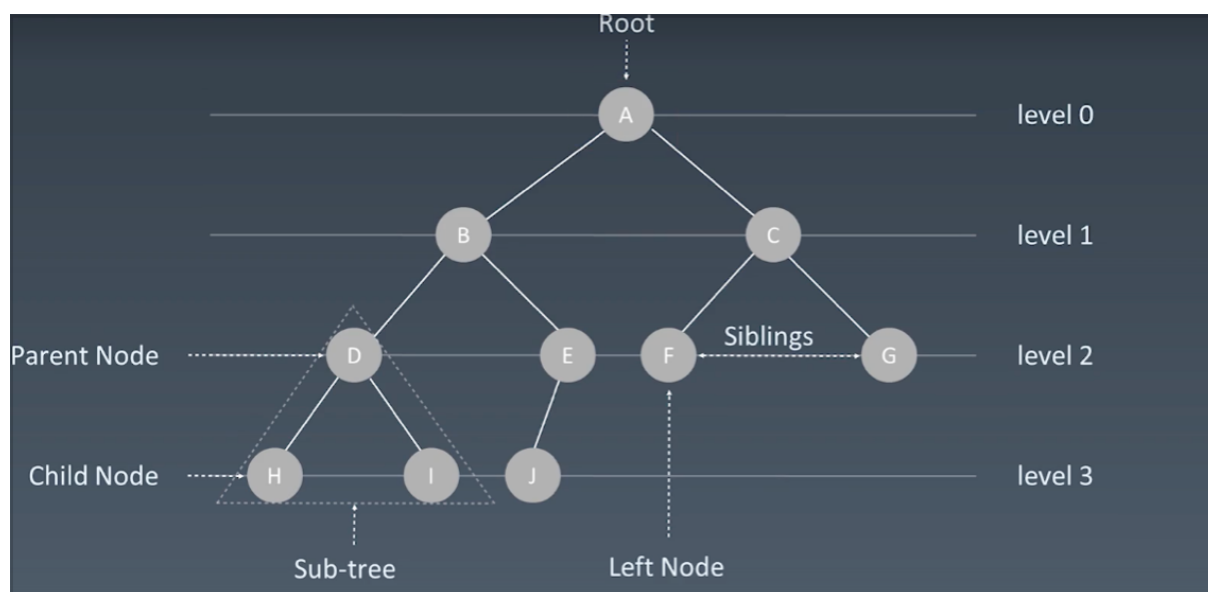 Root
A
level 0
B
C
level 1
Parent Node
D
E
F
Siblings
G
level 2
Child Node
H
I
J
level 3
Sub-tree
Left Node